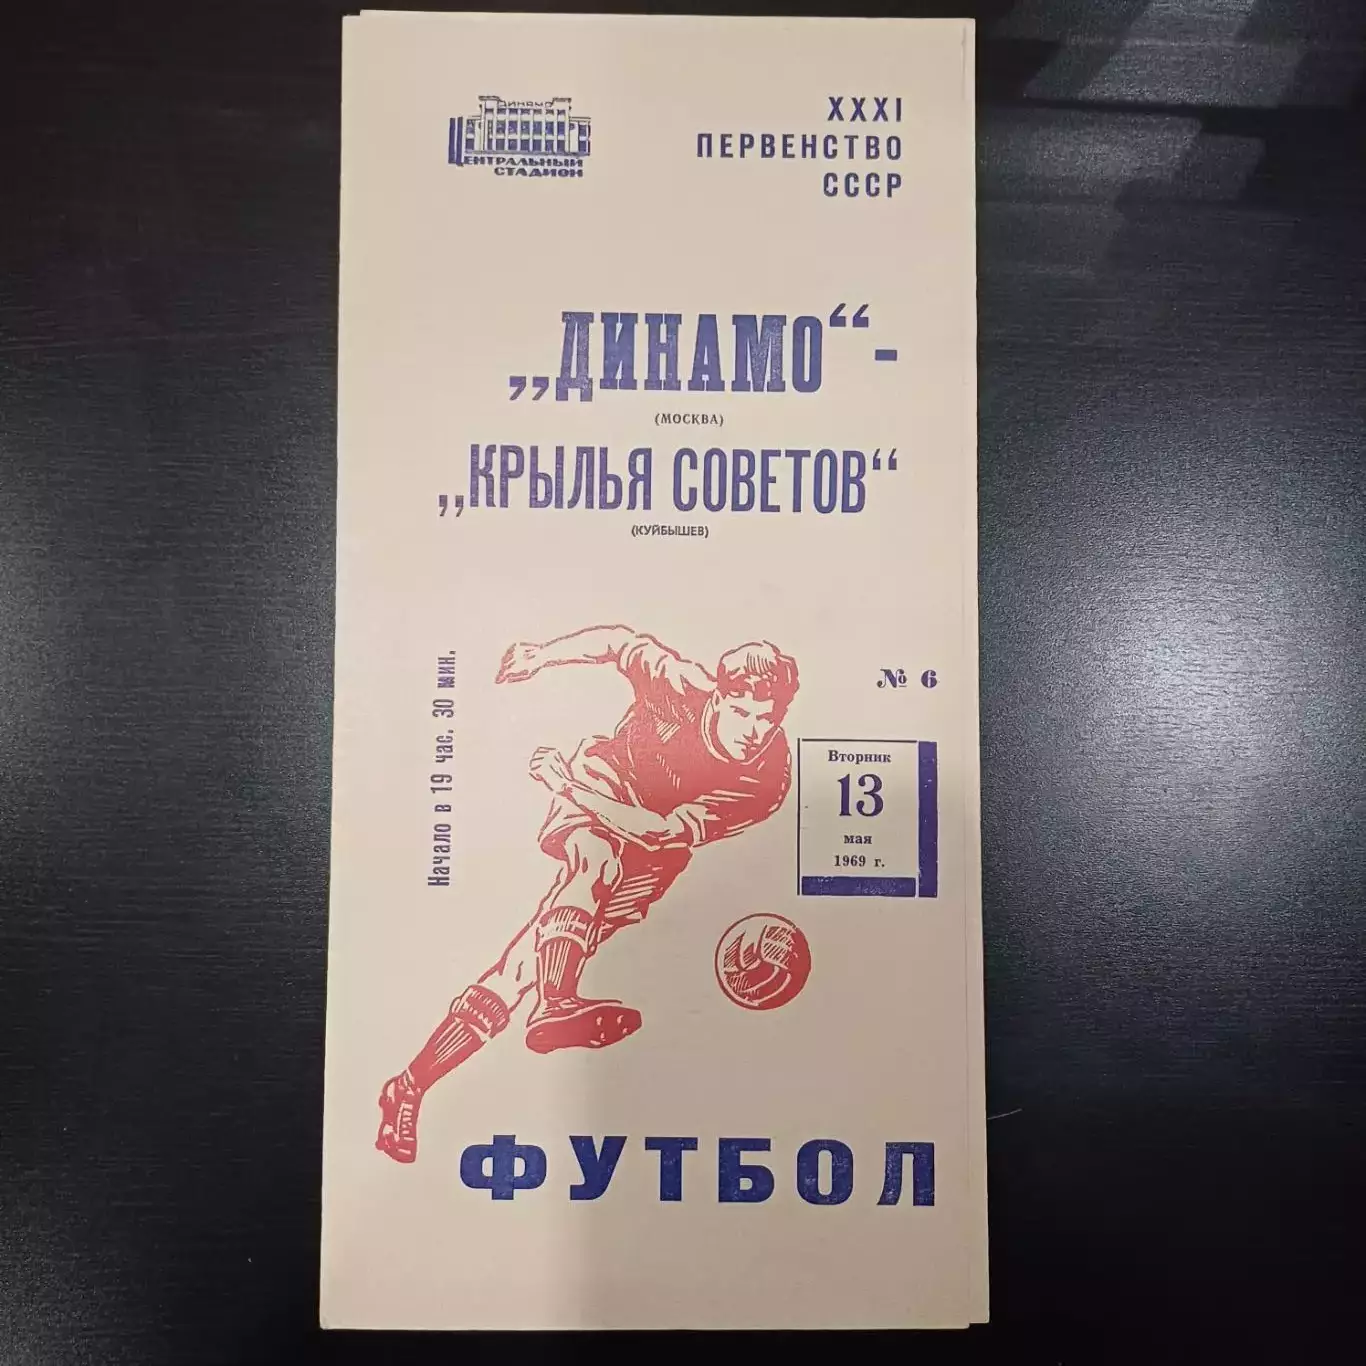 ДИНАМО
ЦЕНТРАЛЬНЫЙ
СТАДИОН
XXXI
ПЕРВЕНСТВО
СССР
„ДИНАМО“-
(МОСКВА)
„КРЫЛЬЯ СОВЕТОВ“
(КУЙБЫШЕВ)
Начало в 19 час. 30 мин.
№ 6
Вторник
13
мая
1969 г.
ФУТБОЛ